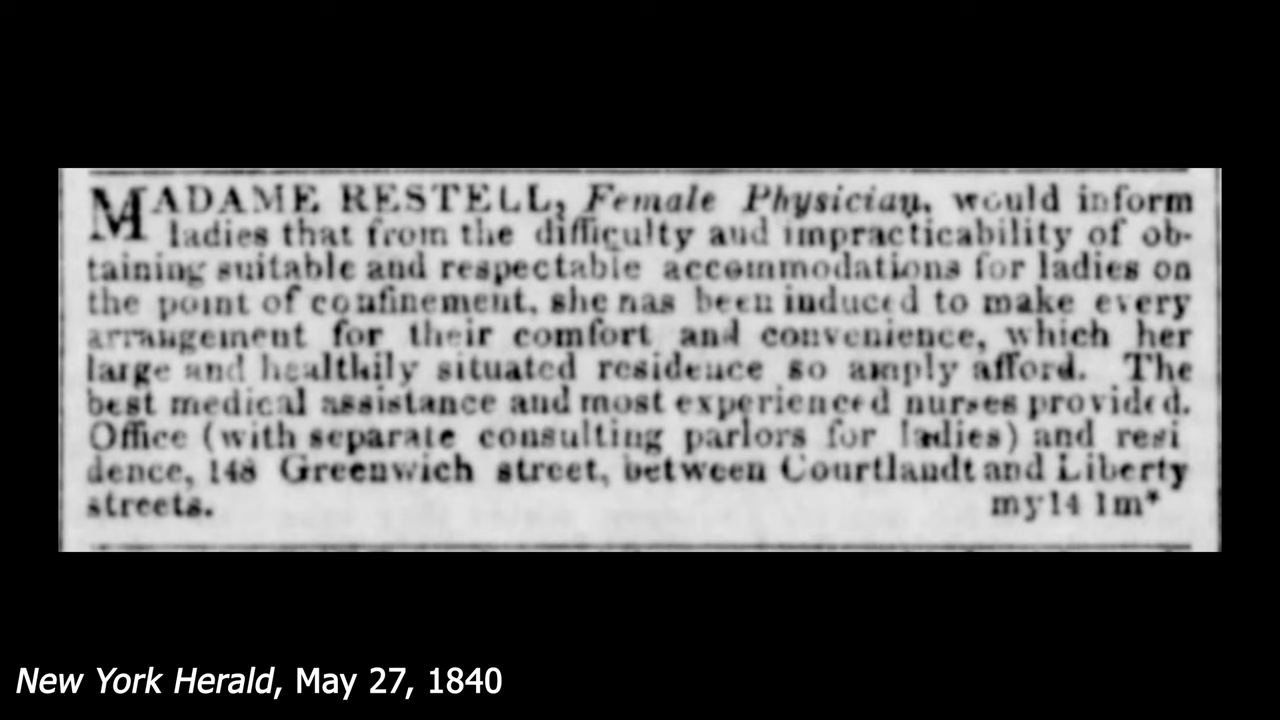 MADAME RESTELL, Female Physician, would inform
ladies that from the difficulty and impracticability of ob-
taining suitable and respectable accommodations for ladies on
the point of confinement, she has been induced to make every
arrangement for their comfort and convenience, which her
large and healthily situated residence so amply afford. The
best medical assistance and most experienced nurses provided.
Office (with separate consulting parlors for ladies) and resi
dence, 148 Greenwich street, between Courtlandt and Liberty
streets. my14 1m*
New York Herald, May 27, 1840